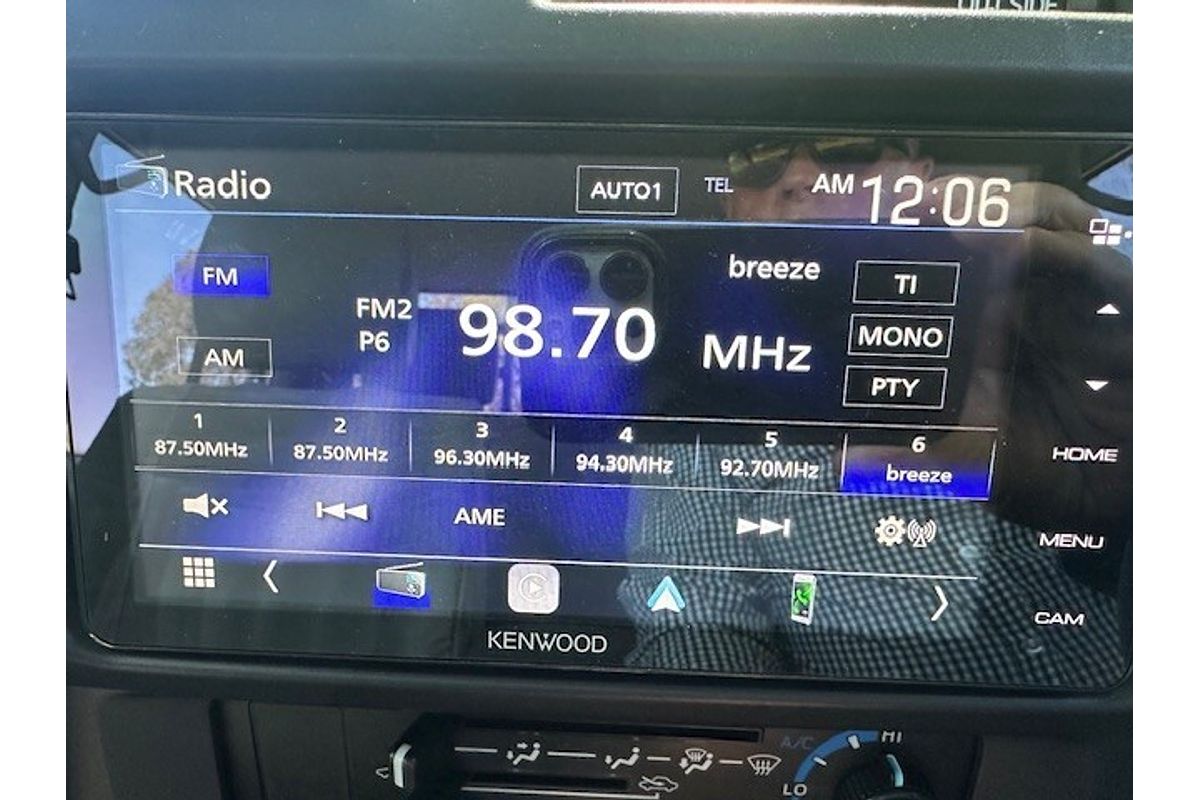 OUTSIDE
Radio AUTO1 TEL AM 12:06
FM breeze TI
FM2 98.70 MHz MONO
P6
AM PTY
1 2 3 4 5 6
87.50MHz 87.50MHz 96.30MHz 94.30MHz 92.70MHz breeze
HOME
AME
MENU
CAM
KENWOOD
A/C HI
LO